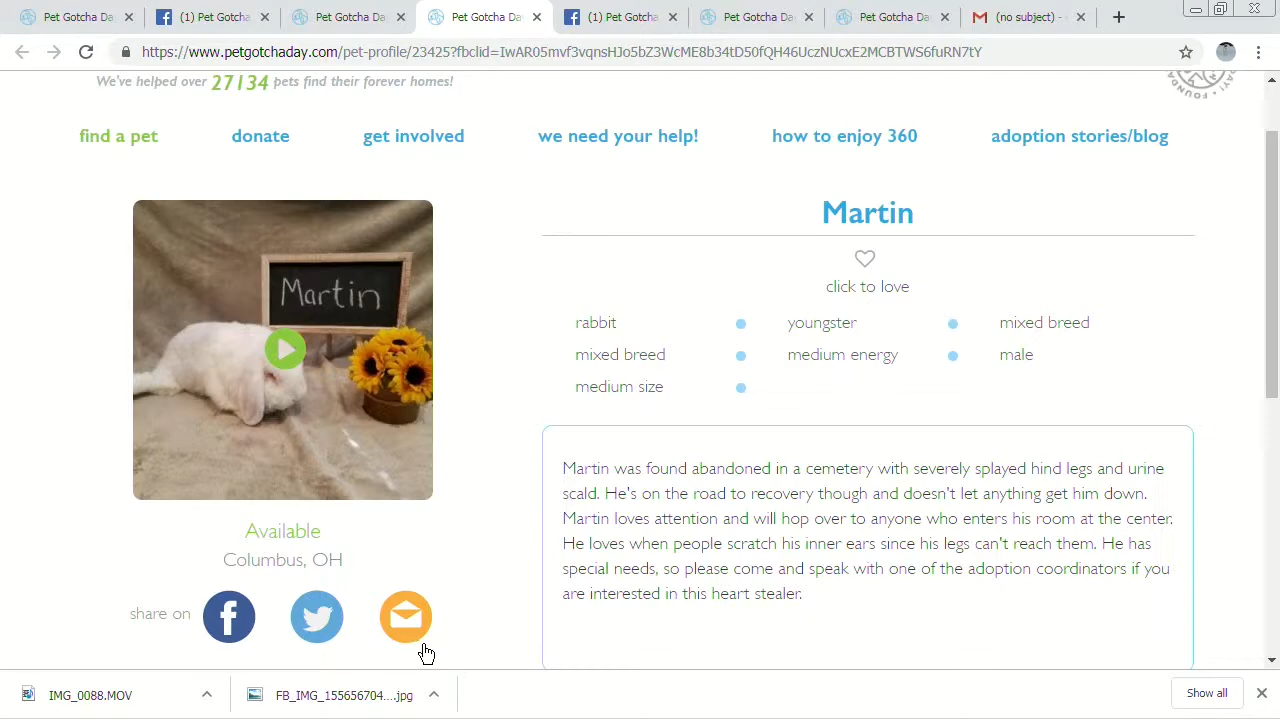 Pet Gotcha Da
(1) Pet Gotcha
Pet Gotcha Da
Pet Gotcha Da
(1) Pet Gotcha
Pet Gotcha Da
Pet Gotcha Da
(no subject) -
https://www.petgotchaday.com/pet-profile/23425?fbclid=IwAR05mvf3vqnsHJo5bZ3WcME8b34tD50fQH46UczNUcxE2MCBTWS6fuRN7tY
We've helped over 27134 pets find their forever homes!
FOUNDA
find a pet donate get involved we need your help! how to enjoy 360 adoption stories/blog
Martin
Martin
click to love
rabbit youngster mixed breed
mixed breed medium energy male
medium size
Martin was found abandoned in a cemetery with severely splayed hind legs and urine
scald. He's on the road to recovery though and doesn't let anything get him down.
Martin loves attention and will hop over to anyone who enters his room at the center.
He loves when people scratch his inner ears since his legs can't reach them. He has
special needs, so please come and speak with one of the adoption coordinators if you
are interested in this heart stealer.
Available
Columbus, OH
share on
IMG_0088.MOV
FB_IMG_155656704....jpg
Show all